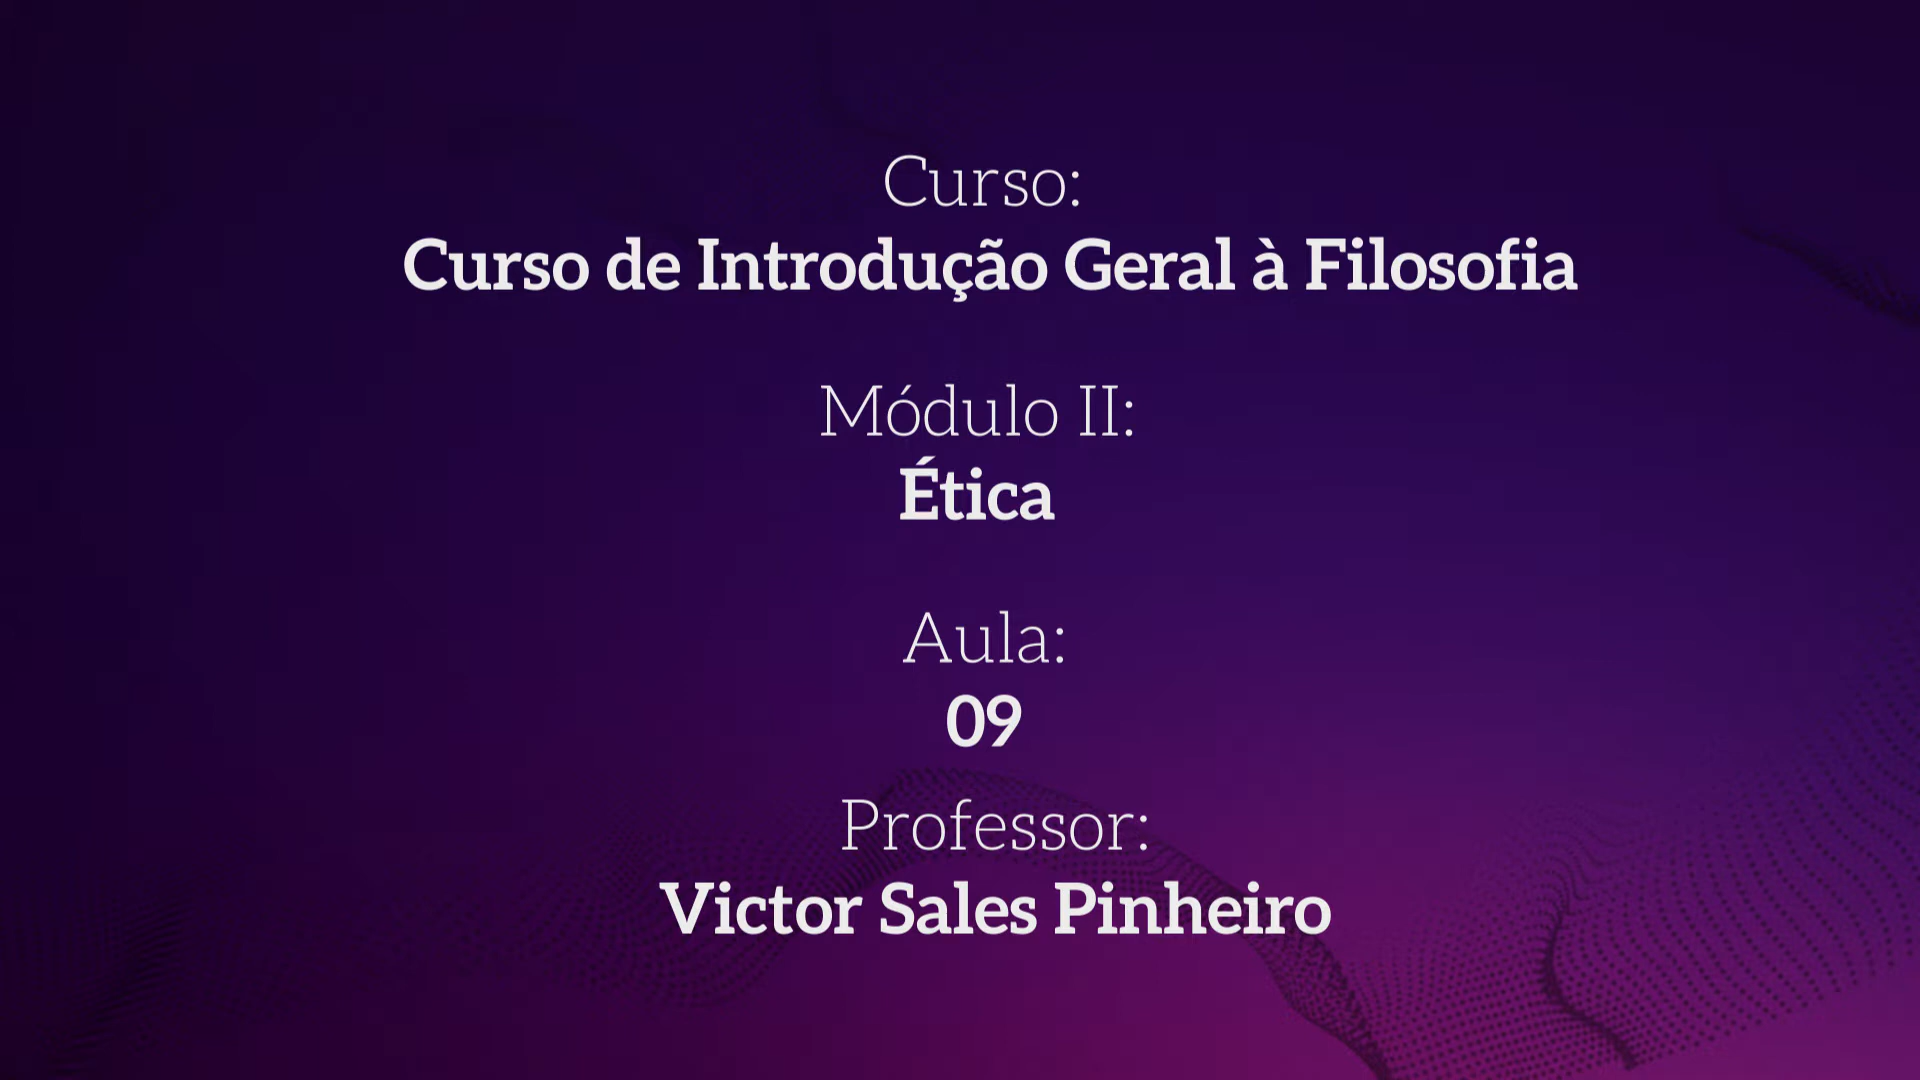 Curso:
Curso de Introdução Geral à Filosofia
Módulo II:
Ética
Aula:
09
Professor:
Victor Sales Pinheiro